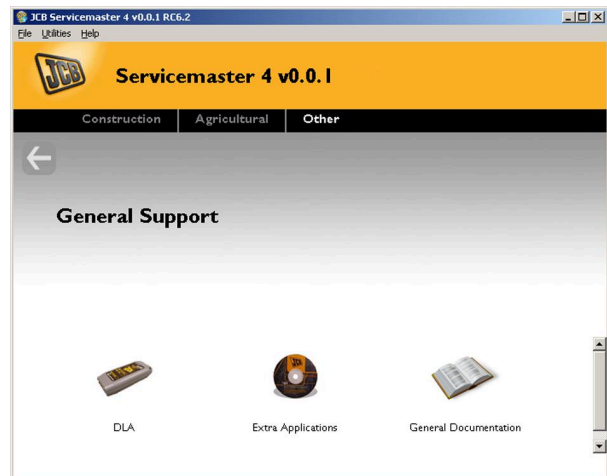 JCB Servicemaster 4 v0.0.1 RC6.2
File Utilities Help
JCB Servicemaster 4 v0.0.1
Construction Agricultural Other
General Support
DLA Extra Applications General Documentation